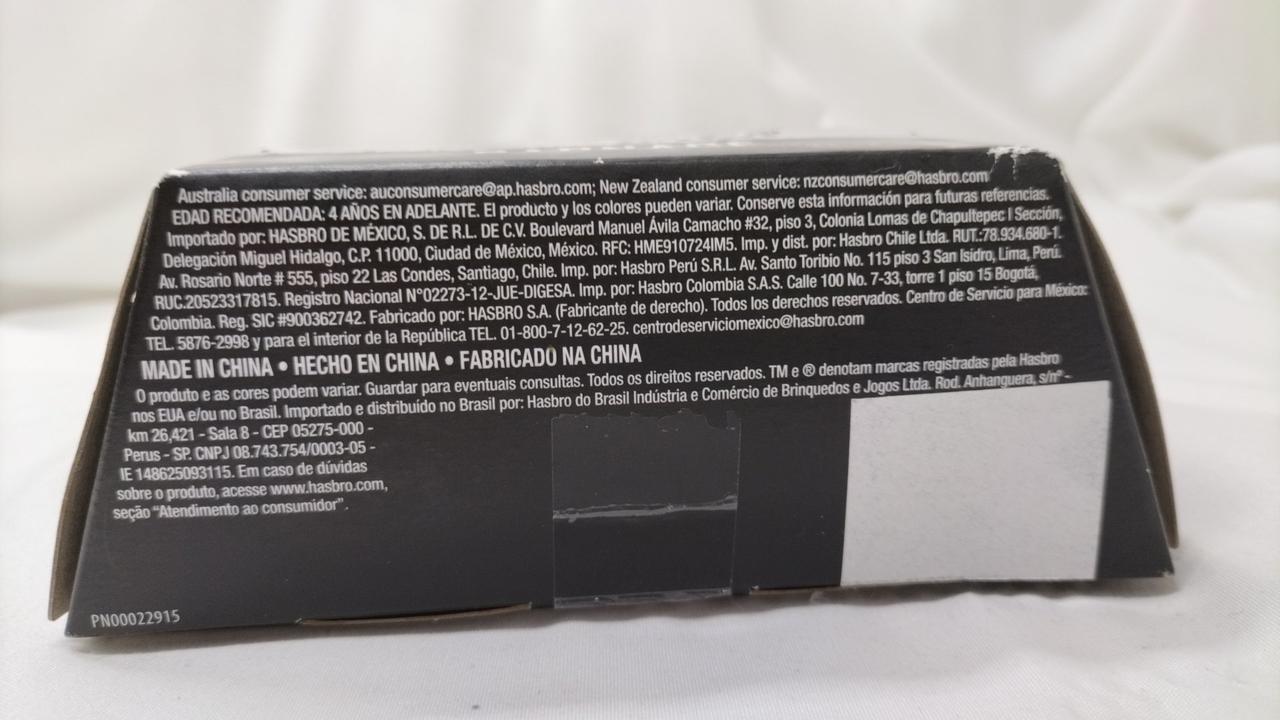 Australia consumer service: auconsumercare@ap.hasbro.com; New Zealand consumer service: nzconsumercare@hasbro.com
EDAD RECOMENDADA: 4 AÑOS EN ADELANTE. El producto y los colores pueden variar. Conserve esta información para futuras referencias.
Importado por: HASBRO DE MÉXICO, S. DE R.L. DE C.V. Boulevard Manuel Ávila Camacho #32, piso 3, Colonia Lomas de Chapultepec I Sección,
Delegación Miguel Hidalgo, C.P. 11000, Ciudad de México, México. RFC: HME910724IM5. Imp. y dist. por: Hasbro Chile Ltda. RUT.:78.934.680-1.
Av. Rosario Norte # 555, piso 22 Las Condes, Santiago, Chile. Imp. por: Hasbro Perú S.R.L. Av. Santo Toribio No. 115 piso 3 San Isidro, Lima, Perú.
RUC.20523317815. Registro Nacional N°02273-12-JUE-DIGESA. Imp. por: Hasbro Colombia S.A.S. Calle 100 No. 7-33, torre 1 piso 15 Bogotá,
Colombia. Reg. SIC #900362742. Fabricado por: HASBRO S.A. (Fabricante de derecho). Todos los derechos reservados. Centro de Servicio para México:
TEL. 5876-2998 y para el interior de la República TEL. 01-800-7-12-62-25. centrodeserviciomexico@hasbro.com
MADE IN CHINA • HECHO EN CHINA • FABRICADO NA CHINA
O produto e as cores podem variar. Guardar para eventuais consultas. Todos os direitos reservados. TM e ® denotam marcas registradas pela Hasbro
nos EUA e/ou no Brasil. Importado e distribuído no Brasil por: Hasbro do Brasil Indústria e Comércio de Brinquedos e Jogos Ltda. Rod. Anhanguera, s/nº -
km 26,421 - Sala 8 - CEP 05275-000 -
Perus - SP. CNPJ 08.743.754/0003-05 -
IE 148625093115. Em caso de dúvidas
sobre o produto, acesse www.hasbro.com,
seção "Atendimento ao consumidor".
PN00022915